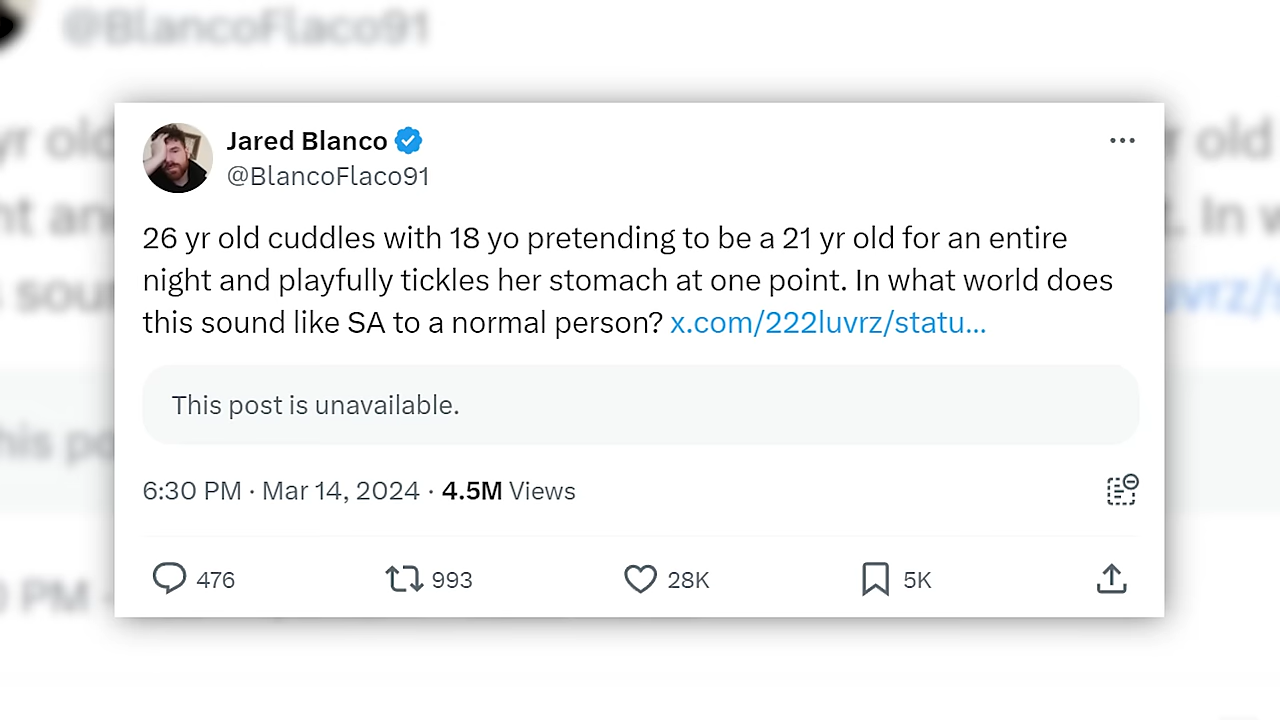 @BlancoFlaco91
Jared Blanco
@BlancoFlaco91
26 yr old cuddles with 18 yo pretending to be a 21 yr old for an entire
night and playfully tickles her stomach at one point. In what world does
this sound like SA to a normal person? x.com/222luvrz/statu...
This post is unavailable.
6:30 PM · Mar 14, 2024 · 4.5M Views
476 993 28K 5K